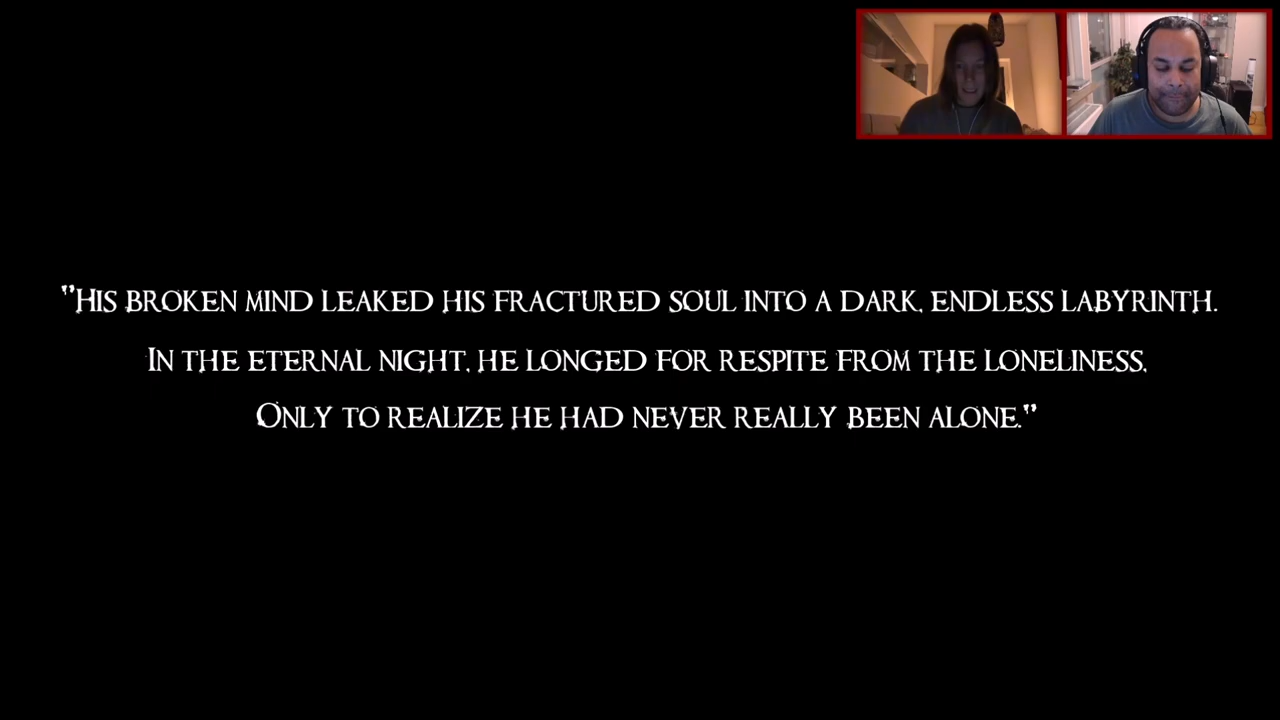 "His broken mind leaked his fractured soul into a dark, endless labyrinth.
In the eternal night, he longed for respite from the loneliness,
Only to realize he had never really been alone."